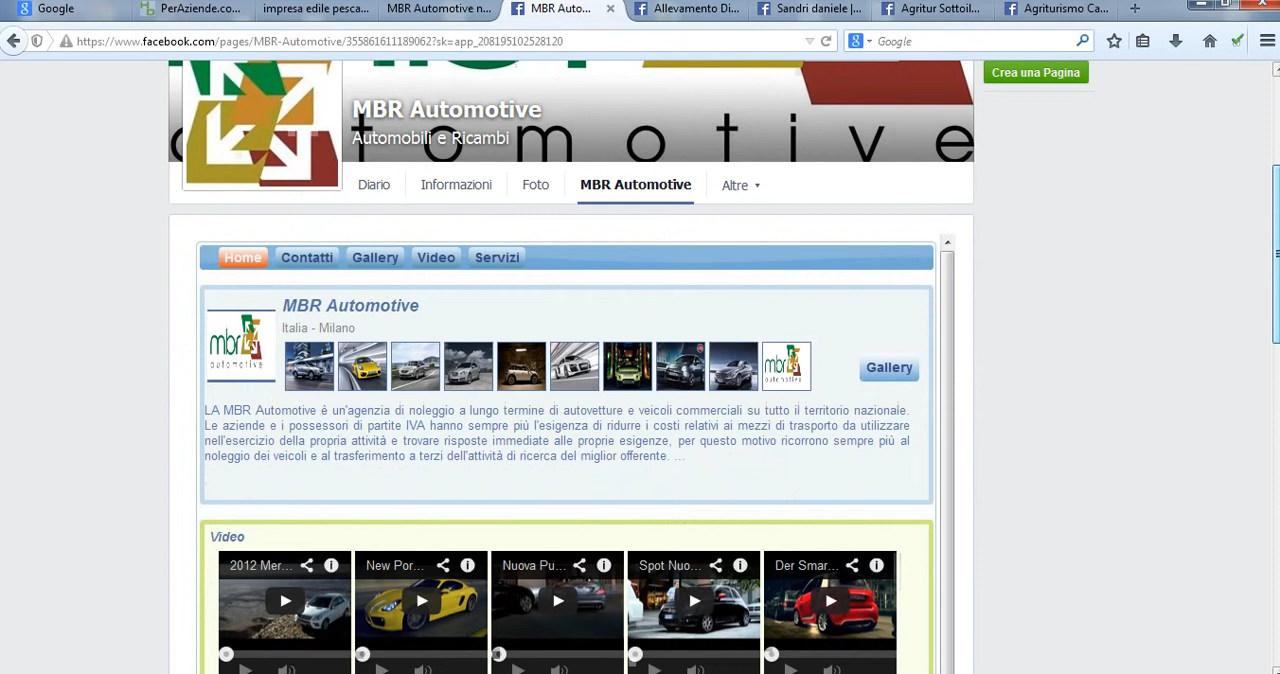 Google
PerAziende.co...
impresa edile pesca...
MBR Automotive n...
MBR Auto...
Allevamento Di...
Sandri daniele |...
Agritur Sottoil...
Agriturismo Ca...
https://www.facebook.com/pages/MBR-Automotive/355861611189062?sk=app_208195102528120
Google
Crea una Pagina
MBR Automotive
Automobili e Ricambi
tomotive
Diario
Informazioni
Foto
MBR Automotive
Altre
Home
Contatti
Gallery
Video
Servizi
MBR Automotive
Italia - Milano
mbr
automotive
mbr
automotive
Gallery
LA MBR Automotive è un'agenzia di noleggio a lungo termine di autovetture e veicoli commerciali su tutto il territorio nazionale.
Le aziende e i possessori di partite IVA hanno sempre più l'esigenza di ridurre i costi relativi ai mezzi di trasporto da utilizzare
nell'esercizio della propria attività e trovare risposte immediate alle proprie esigenze, per questo motivo ricorrono sempre più al
noleggio dei veicoli e al trasferimento a terzi dell'attività di ricerca del miglior offerente. ...
Video
2012 Mer...
New Por...
Nuova Pu...
Spot Nuo...
Der Smar...